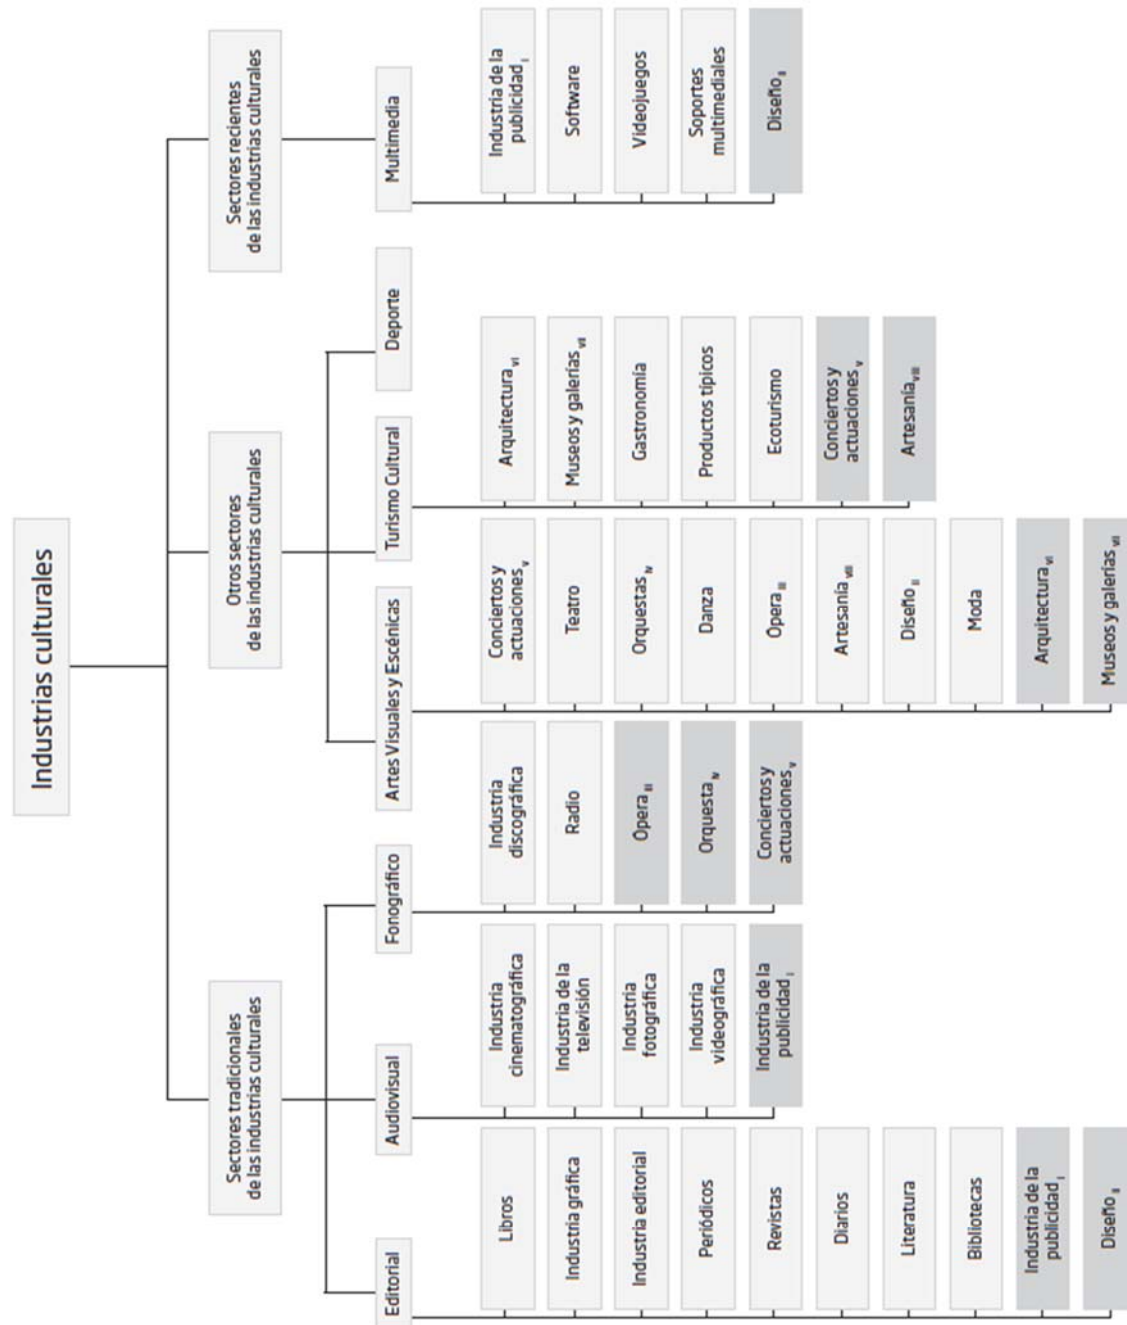 Industrias culturales
Sectores tradicionales
de las industrias culturales
Otros sectores
de las industrias culturales
Sectores recientes
de las industrias culturales
Editorial
Audiovisual
Fonográfico
Artes Visuales y Escénicas
Turismo Cultural
Deporte
Multimedia
Libros
Industria gráfica
Industria editorial
Periódicos
Revistas
Diarios
Literatura
Bibliotecas
Industria de la
publicidad I
Diseño II
Industria
cinematográfica
Industria de la
televisión
Industria
fotográfica
Industria
videográfica
Industria de la
publicidad I
Industria
discográfica
Radio
Ópera III
Orquesta IV
Conciertos y
actuaciones V
Conciertos y
actuaciones V
Teatro
Orquestas IV
Danza
Ópera III
Artesanía VIII
Diseño II
Moda
Arquitectura VI
Museos y galerías VII
Arquitectura VI
Museos y galerías VII
Gastronomía
Productos típicos
Ecoturismo
Conciertos y
actuaciones V
Artesanía VIII
Industria de la
publicidad I
Software
Videojuegos
Soportes
multimediales
Diseño II